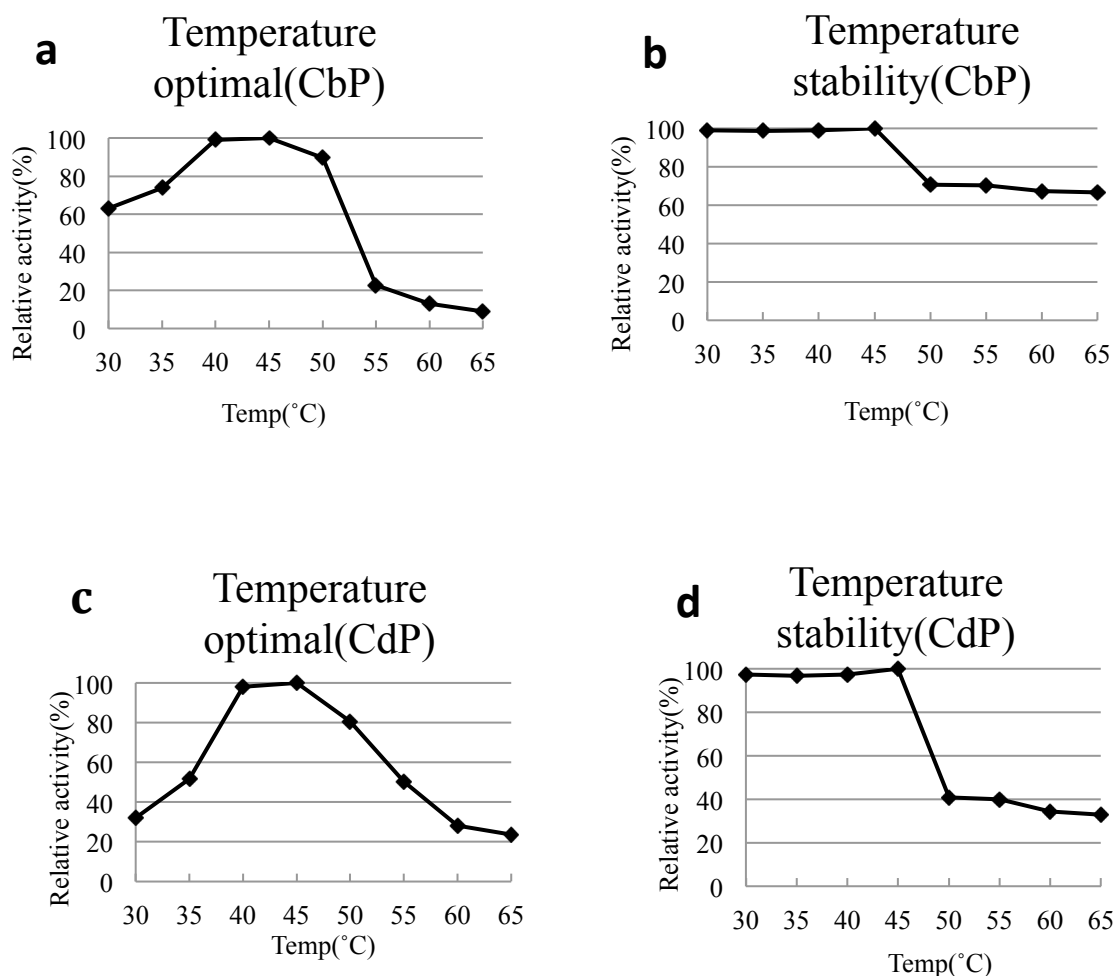 a
Temperature
optimal(CbP)
Relative activity(%)
100
80
60
40
20
0
30 35 40 45 50 55 60 65
Temp(˚C)
b
Temperature
stability(CbP)
Relative activity(%)
100
80
60
40
20
0
30 35 40 45 50 55 60 65
Temp(˚C)
c
Temperature
optimal(CdP)
Relative activity(%)
100
80
60
40
20
0
30 35 40 45 50 55 60 65
Temp(˚C)
d
Temperature
stability(CdP)
Relative activity(%)
100
80
60
40
20
0
30 35 40 45 50 55 60 65
Temp(˚C)